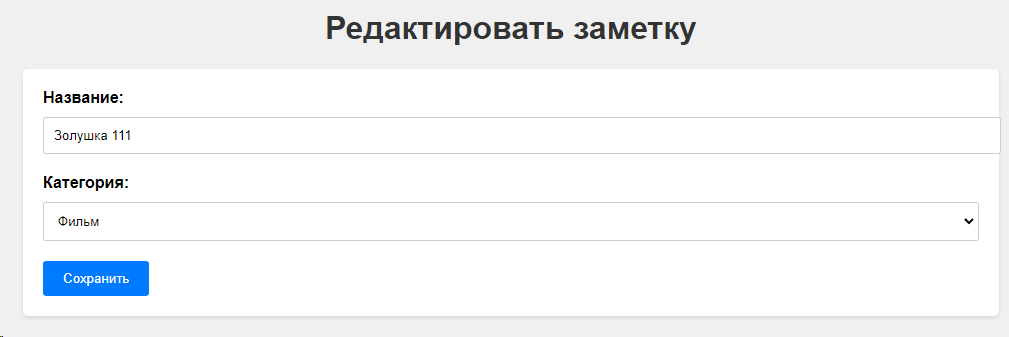 Редактировать заметку
Название:
Золушка 111
Категория:
Фильм
Сохранить